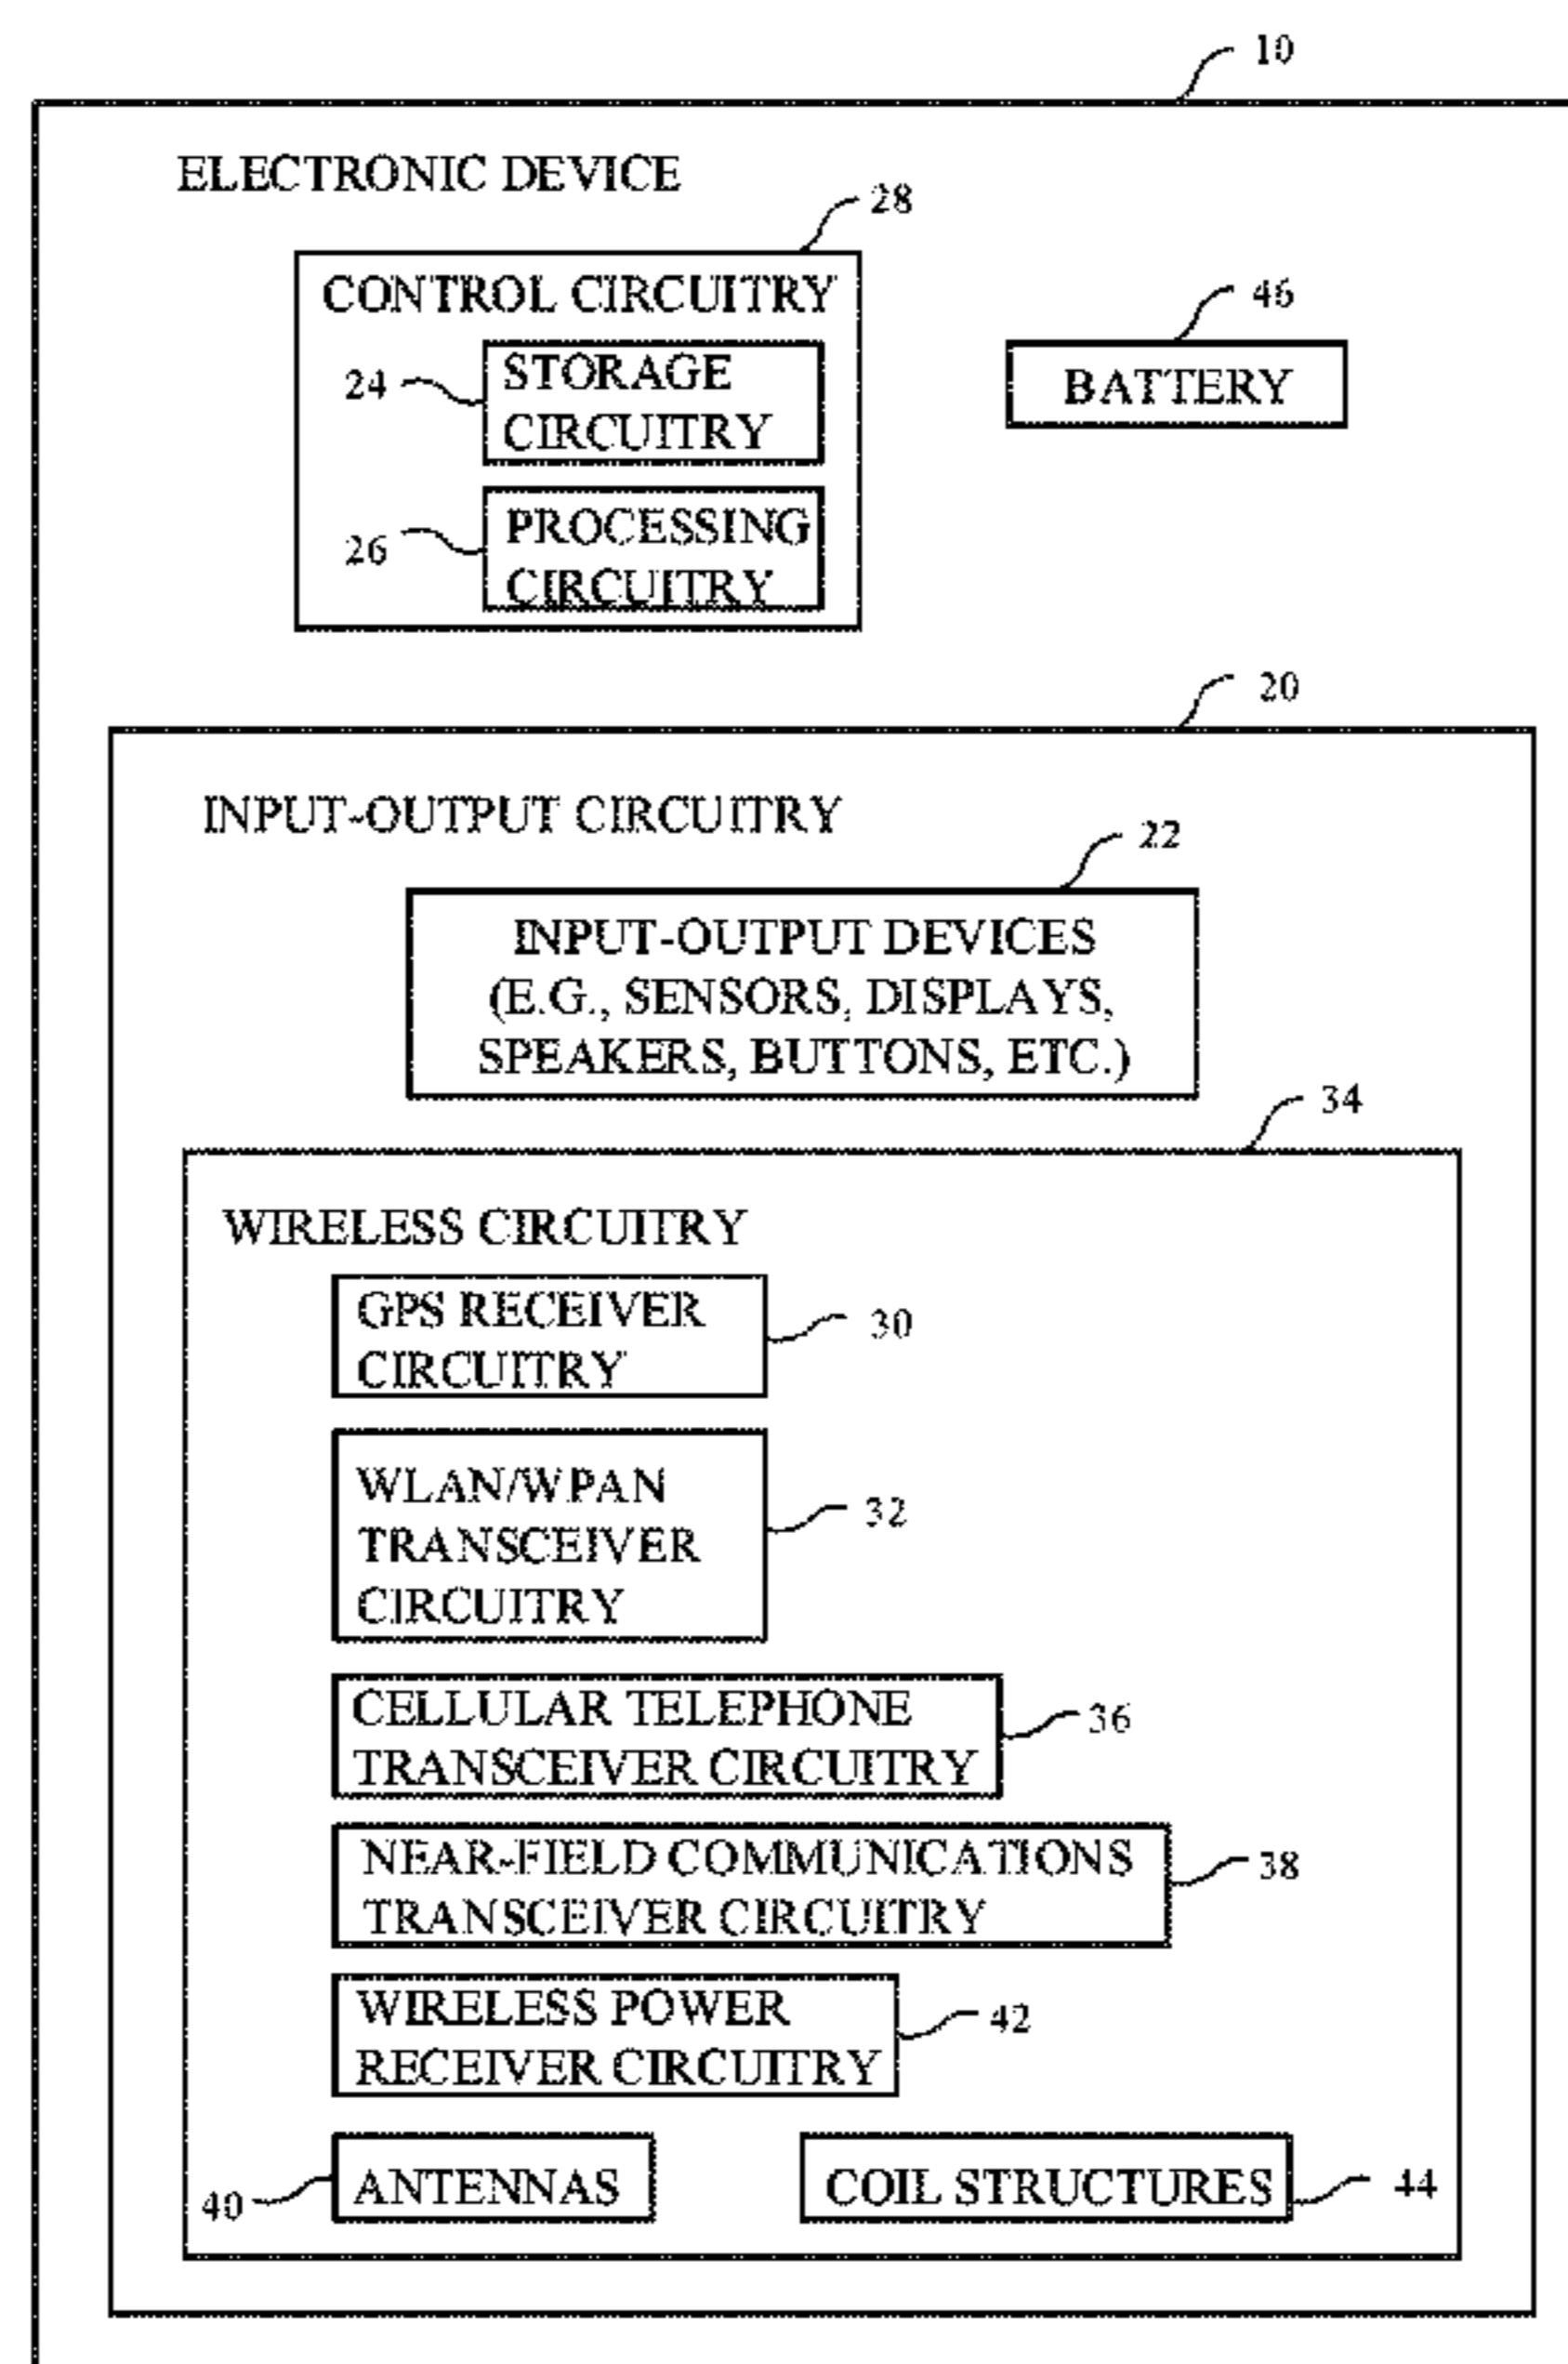 10
ELECTRONIC DEVICE
28
CONTROL CIRCUITRY
46
24
STORAGE
CIRCUITRY
BATTERY
26
PROCESSING
CIRCUITRY
20
INPUT-OUTPUT CIRCUITRY
22
INPUT-OUTPUT DEVICES
(E.G., SENSORS, DISPLAYS,
SPEAKERS, BUTTONS, ETC.)
34
WIRELESS CIRCUITRY
GPS RECEIVER
CIRCUITRY
30
WLAN/WPAN
TRANSCEIVER
CIRCUITRY
32
CELLULAR TELEPHONE
TRANSCEIVER CIRCUITRY
36
NEAR-FIELD COMMUNICATIONS
TRANSCEIVER CIRCUITRY
38
WIRELESS POWER
RECEIVER CIRCUITRY
42
40
ANTENNAS
COIL STRUCTURES
44